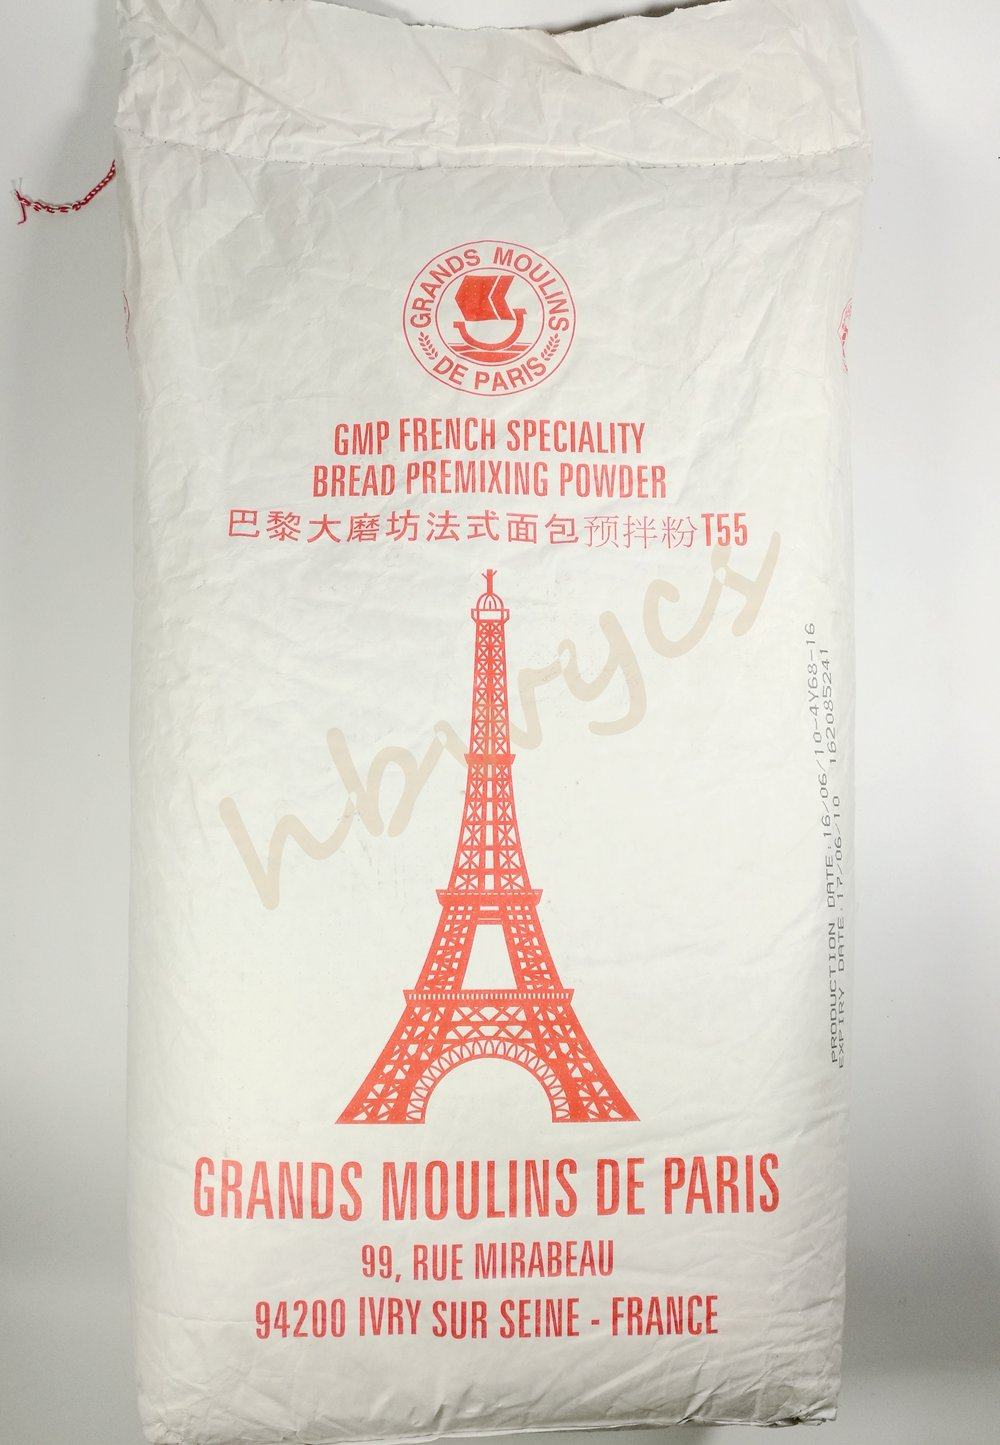 GRANDS MOULINS
DE PARIS
GMP FRENCH SPECIALITY
BREAD PREMIXING POWDER
巴黎大磨坊法式面包预拌粉T55
hbwycs
PRODUCTION DATE: 16/06/10-4Y68-16
EXPIRY DATE: 17/06/10 162085241
GRANDS MOULINS DE PARIS
99, RUE MIRABEAU
94200 IVRY SUR SEINE - FRANCE